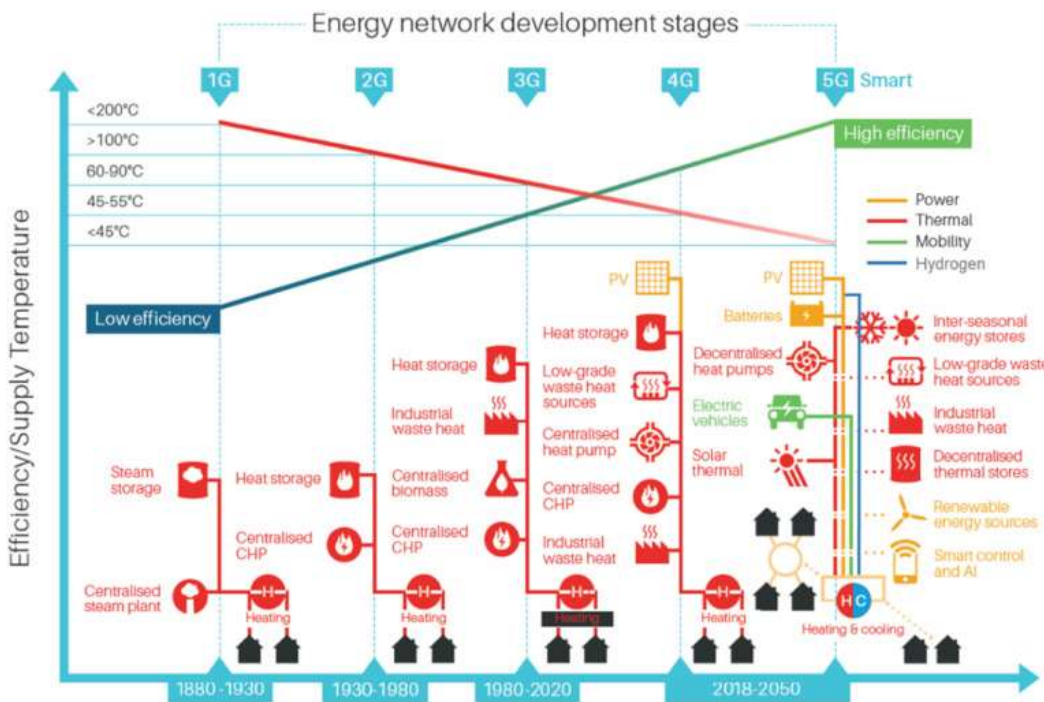 Energy network development stages
1G
2G
3G
4G
5G
Smart
Efficiency/Supply Temperature
<200°C
>100°C
60-90°C
45-55°C
<45°C
High efficiency
Low efficiency
Power
Thermal
Mobility
Hydrogen
Steam
storage
Centralised
steam plant
H
Heating
Heat storage
Centralised
CHP
H
Heating
Heat storage
Industrial
waste heat
Centralised
biomass
Centralised
CHP
H
Heating
PV
Heat storage
Low-grade
waste heat
sources
Centralised
heat pump
Centralised
CHP
Industrial
waste heat
H
Heating
PV
Batteries
Decentralised
heat pumps
Electric
vehicles
Solar
thermal
Inter-seasonal
energy stores
Low-grade waste
heat sources
Industrial
waste heat
Decentralised
thermal stores
Renewable
energy sources
Smart control
and AI
H C
Heating & cooling
1880-1930
1930-1980
1980-2020
2018-2050